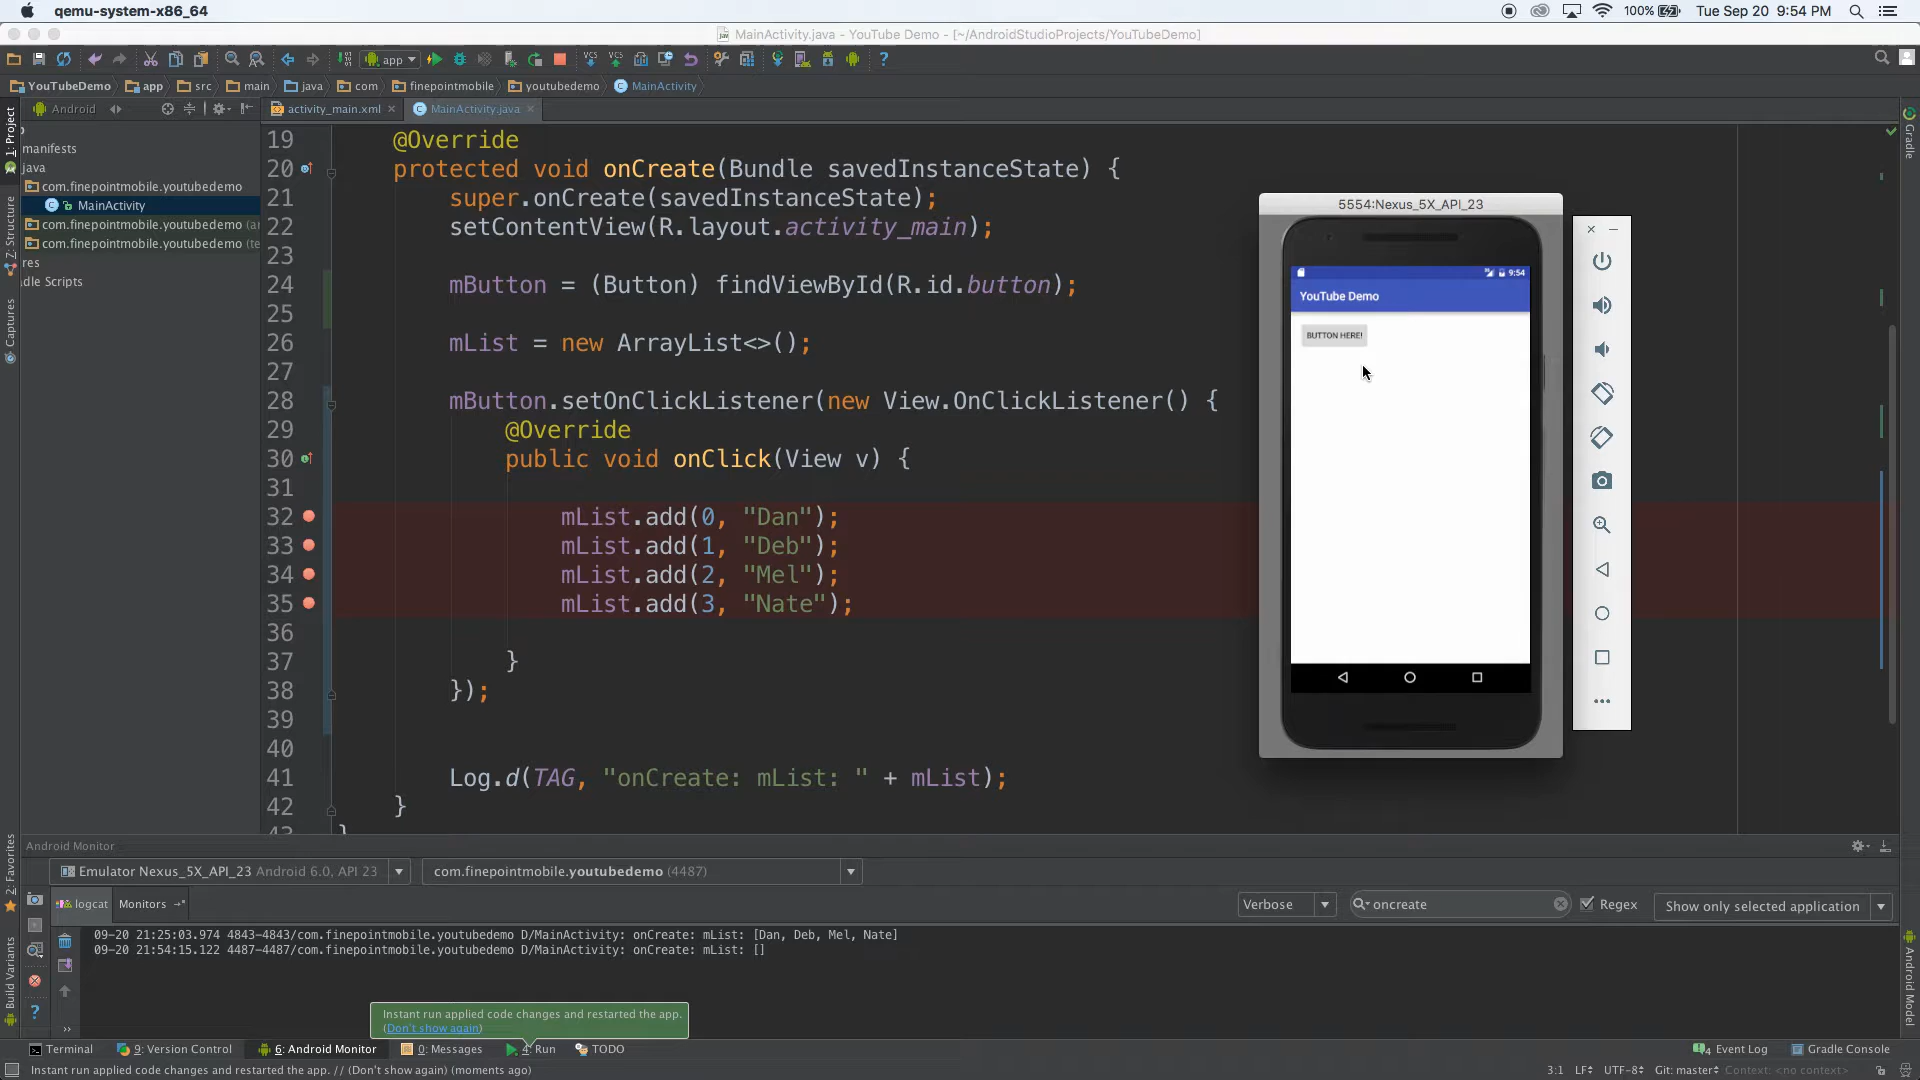 qemu-system-x86_64
100%
Tue Sep 20 9:54 PM
MainActivity.java - YouTube Demo - [~/AndroidStudioProjects/YouTubeDemo]
app
YouTubeDemo
app
src
main
java
com
finepointmobile
youtubedemo
MainActivity
Android
activity_main.xml
MainActivity.java
1: Project
Z: Structure
Captures
2: Favorites
Build Variants
Gradle
Android Model
manifests
java
com.finepointmobile.youtubedemo
MainActivity
com.finepointmobile.youtubedemo (ar
com.finepointmobile.youtubedemo (te
res
dle Scripts
19 @Override
20 protected void onCreate(Bundle savedInstanceState) {
21 super.onCreate(savedInstanceState);
22 setContentView(R.layout.activity_main);
23
24 mButton = (Button) findViewById(R.id.button);
25
26 mList = new ArrayList<>();
27
28 mButton.setOnClickListener(new View.OnClickListener() {
29 @Override
30 public void onClick(View v) {
31
32 mList.add(0, "Dan");
33 mList.add(1, "Deb");
34 mList.add(2, "Mel");
35 mList.add(3, "Nate");
36
37 }
38 });
39
40
41 Log.d(TAG, "onCreate: mList: " + mList);
42 }
43 }
5554:Nexus_5X_API_23
9:54
YouTube Demo
BUTTON HERE!
Android Monitor
Emulator Nexus_5X_API_23 Android 6.0, API 23
com.finepointmobile.youtubedemo (4487)
logcat
Monitors
Verbose
oncreate
Regex
Show only selected application
09-20 21:25:03.974 4843-4843/com.finepointmobile.youtubedemo D/MainActivity: onCreate: mList: [Dan, Deb, Mel, Nate]
09-20 21:54:15.122 4487-4487/com.finepointmobile.youtubedemo D/MainActivity: onCreate: mList: []
Instant run applied code changes and restarted the app.
(Don't show again)
Terminal
9: Version Control
6: Android Monitor
0: Messages
4: Run
TODO
4 Event Log
Gradle Console
Instant run applied code changes and restarted the app. // (Don't show again) (moments ago)
3:1
LF
UTF-8
Git: master
Context: <no context>